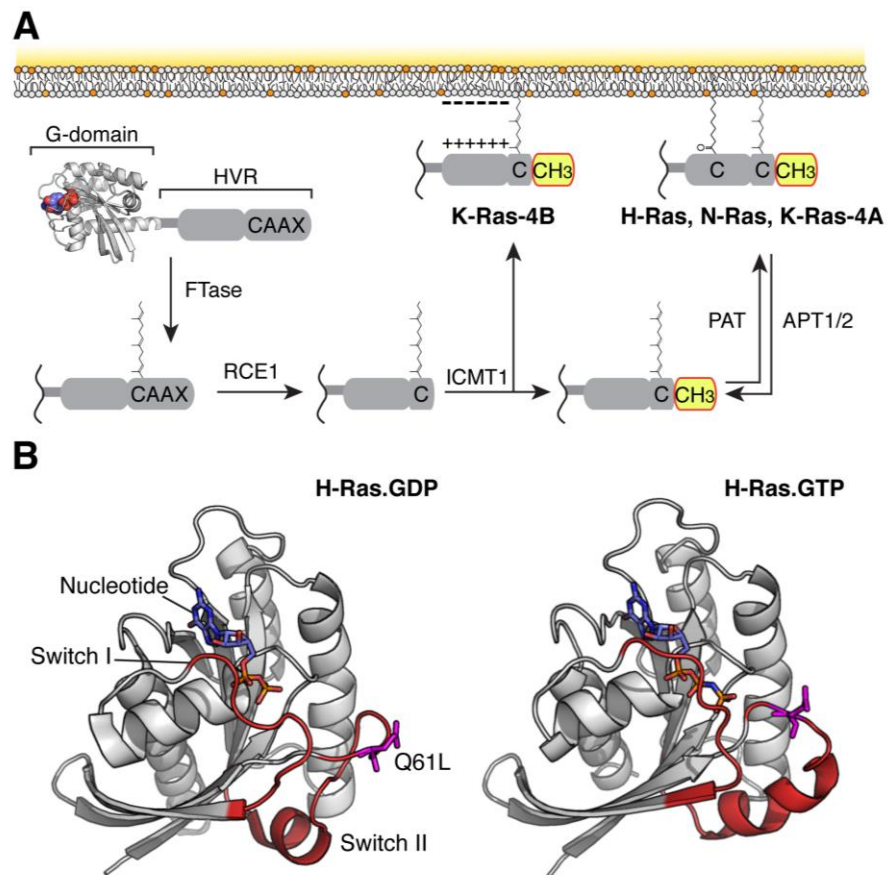 A
G-domain
HVR
CAAX
------
++++++
C CH3
K-Ras-4B
O
C C CH3
H-Ras, N-Ras, K-Ras-4A
FTase
PAT APT1/2
CAAX
RCE1
C
ICMT1
C CH3
B
H-Ras.GDP
H-Ras.GTP
Nucleotide
Switch I
Q61L
Switch II